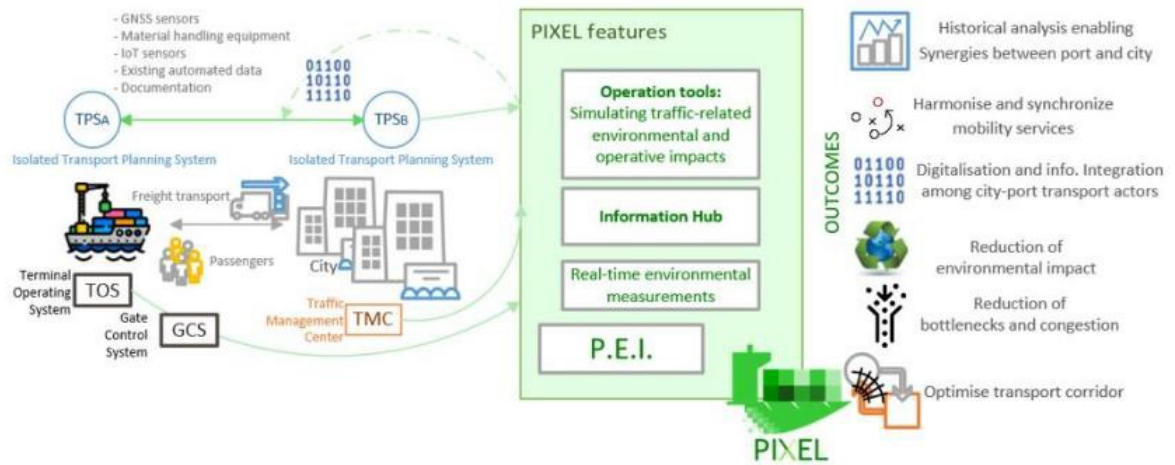 - GNSS sensors
- Material handling equipment
- IoT sensors
- Existing automated data
- Documentation
01100
10110
11110
TPSA
TPSB
Isolated Transport Planning System
Isolated Transport Planning System
Freight transport
Passengers
City
Terminal
Operating
System
TOS
Gate
Control
System
GCS
Traffic
Management
Center
TMC
PIXEL features
Operation tools:
Simulating traffic-related
environmental and
operative impacts
Information Hub
Real-time environmental
measurements
P.E.I.
PIXEL
OUTCOMES
Historical analysis enabling
Synergies between port and city
Harmonise and synchronize
mobility services
01100
10110
11110
Digitalisation and info. Integration
among city-port transport actors
Reduction of
environmental impact
Reduction of
bottlenecks and congestion
Optimise transport corridor